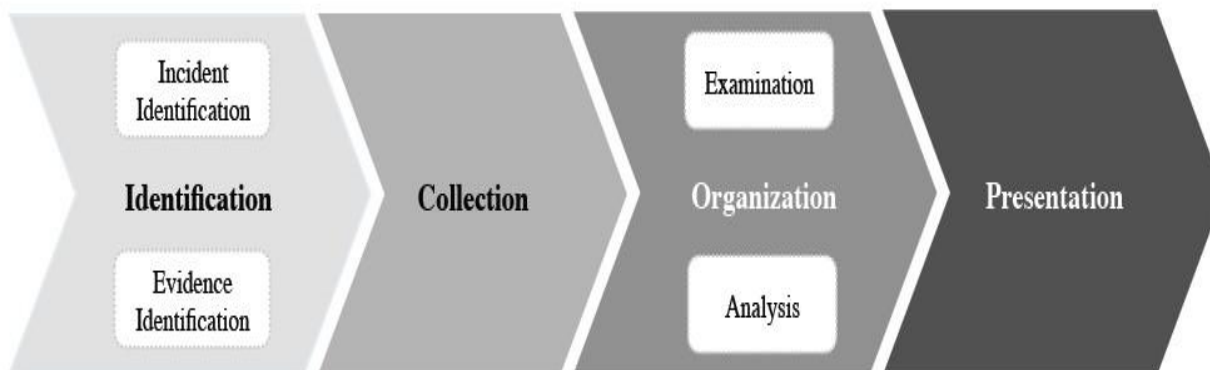 Incident
Identification
Identification
Evidence
Identification
Collection
Examination
Organization
Analysis
Presentation